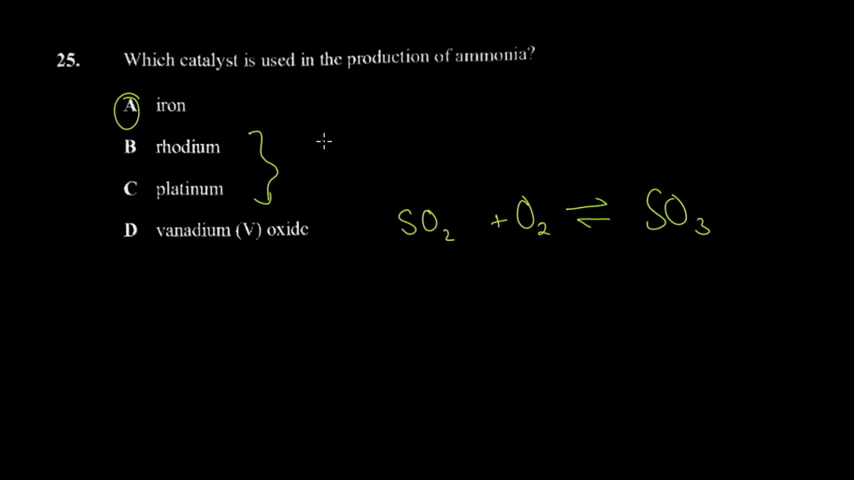 25. Which catalyst is used in the production of ammonia?
A iron
B rhodium
C platinum
D vanadium (V) oxide
SO₂ + O₂ ⇌ SO₃